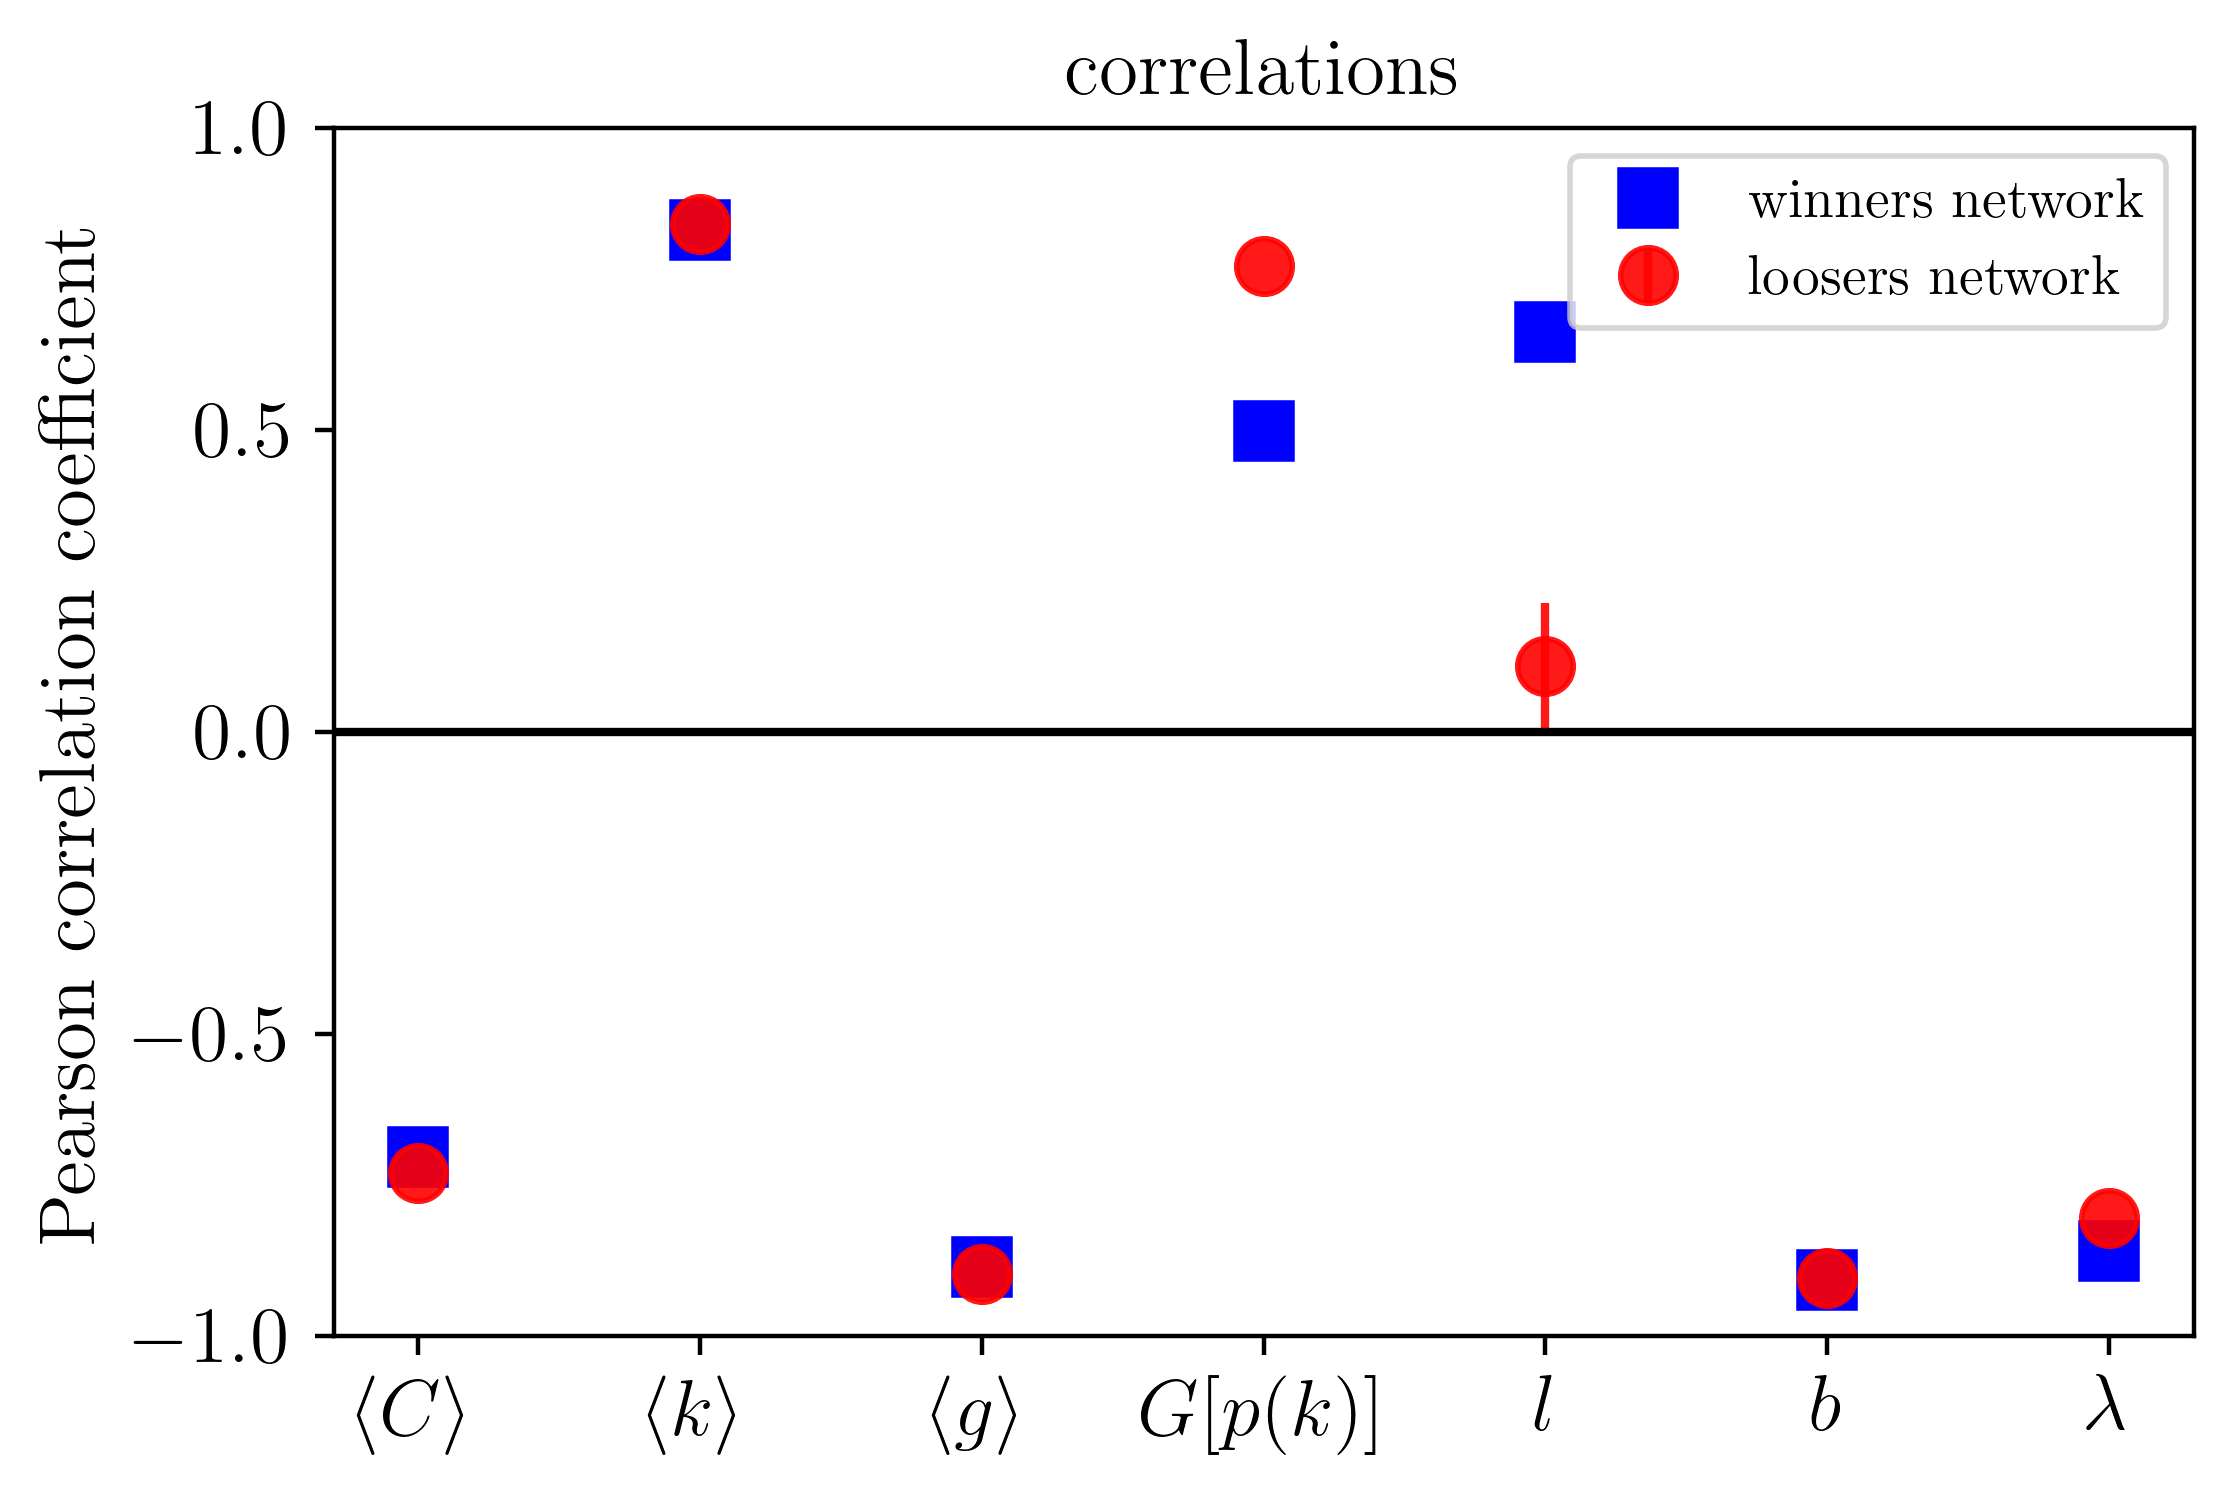 correlations
1.0
0.5
0.0
−0.5
−1.0
Pearson correlation coefficient
winners network
loosers network
⟨C⟩ ⟨k⟩ ⟨g⟩ G[p(k)] l b λ